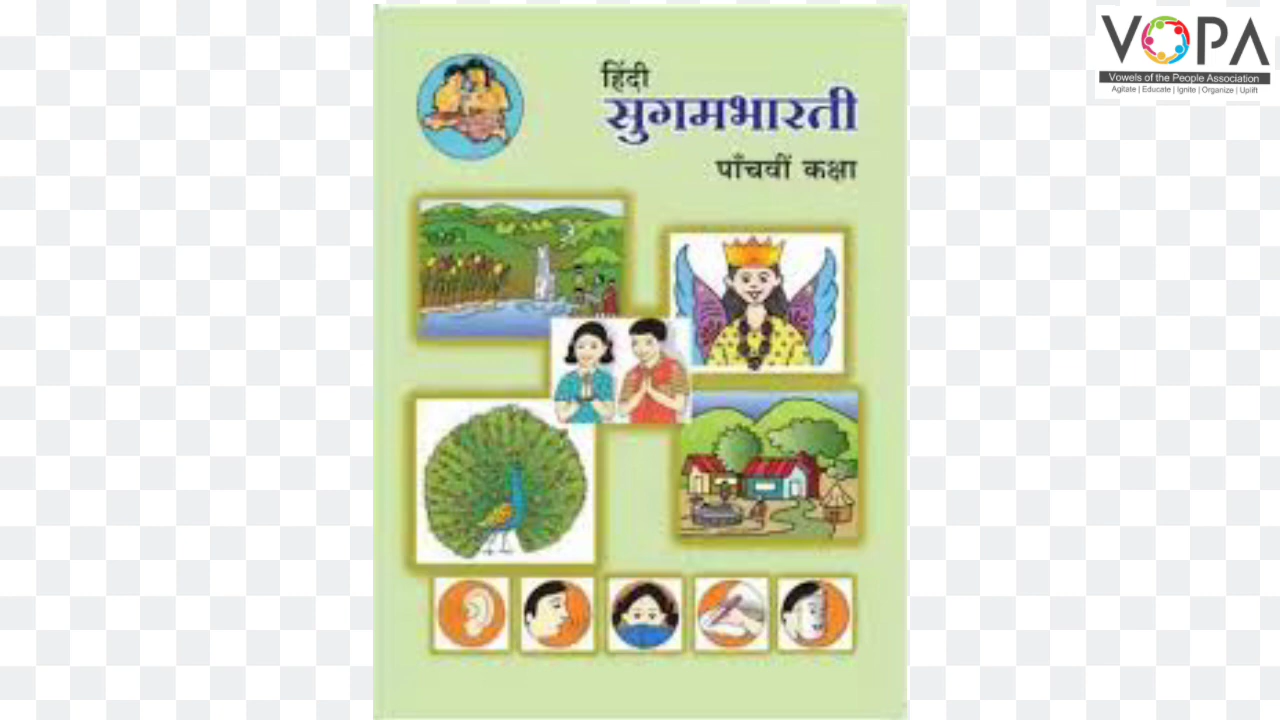 हिंदी
सुगमभारती
पाँचवीं कक्षा
VOPA
Vowels of the People Association
Agitate | Educate | Ignite | Organize | Uplift